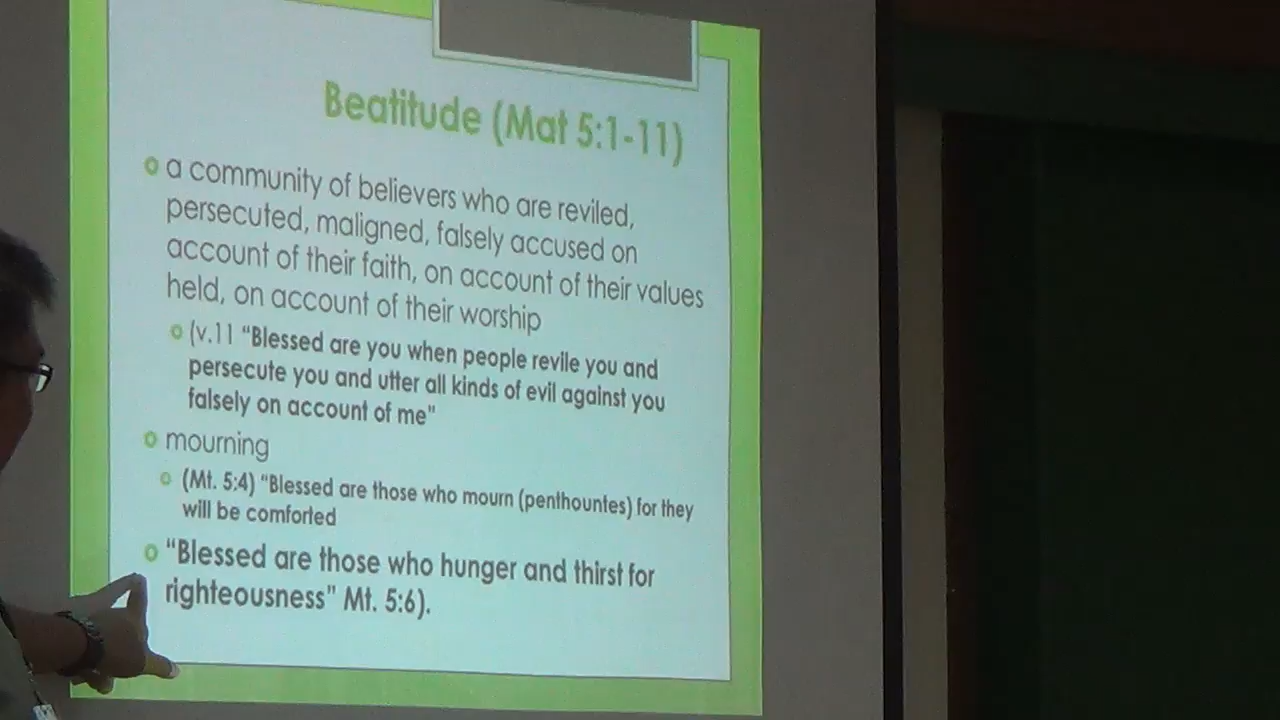 Beatitude (Mat 5:1-11)
a community of believers who are reviled,
persecuted, maligned, falsely accused on
account of their faith, on account of their values
held, on account of their worship
(v.11 “Blessed are you when people revile you and
persecute you and utter all kinds of evil against you
falsely on account of me"
mourning
(Mt. 5:4) “Blessed are those who mourn (penthountes) for they
will be comforted
“Blessed are those who hunger and thirst for
righteousness” Mt. 5:6).